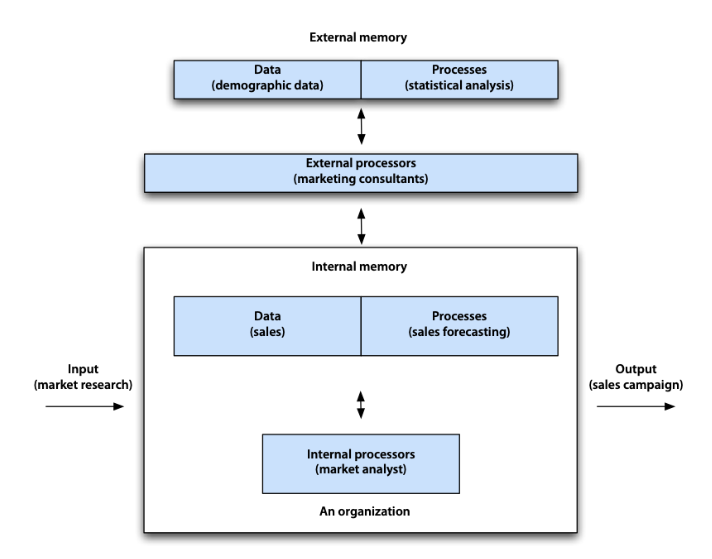 External memory
Data
(demographic data)
Processes
(statistical analysis)
External processors
(marketing consultants)
Internal memory
Data
(sales)
Processes
(sales forecasting)
Input
(market research)
Output
(sales campaign)
Internal processors
(market analyst)
An organization